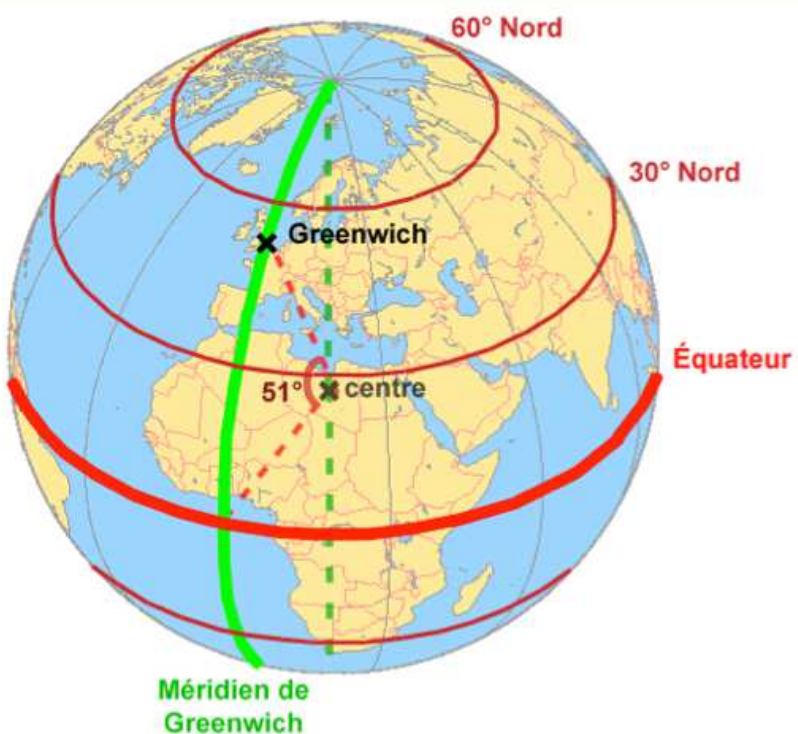 60° Nord
30° Nord
Greenwich
Équateur
51°
centre
Méridien de
Greenwich